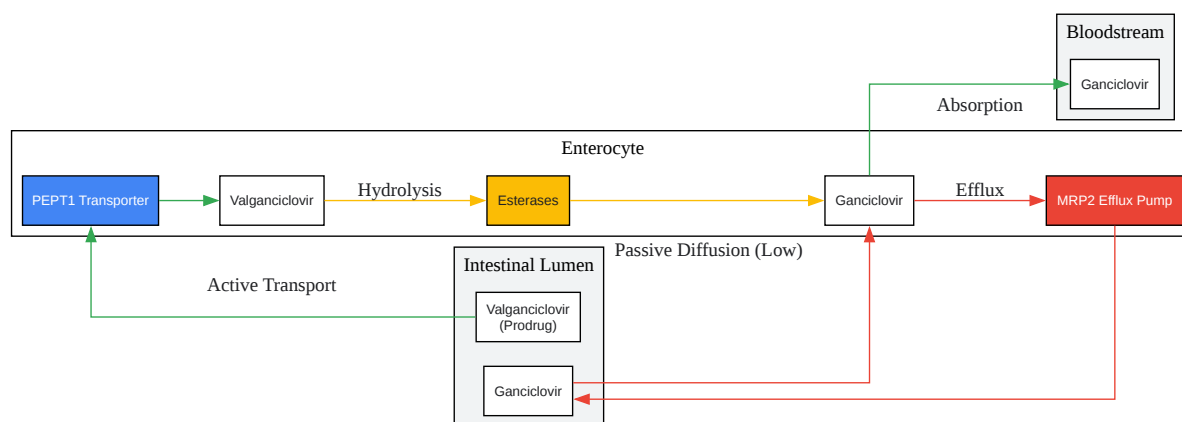 Bloodstream
Ganciclovir
Absorption
Enterocyte
PEPT1 Transporter
Valganciclovir
Hydrolysis
Esterases
Ganciclovir
Efflux
MRP2 Efflux Pump
Passive Diffusion (Low)
Intestinal Lumen
Active Transport
Valganciclovir
(Prodrug)
Ganciclovir